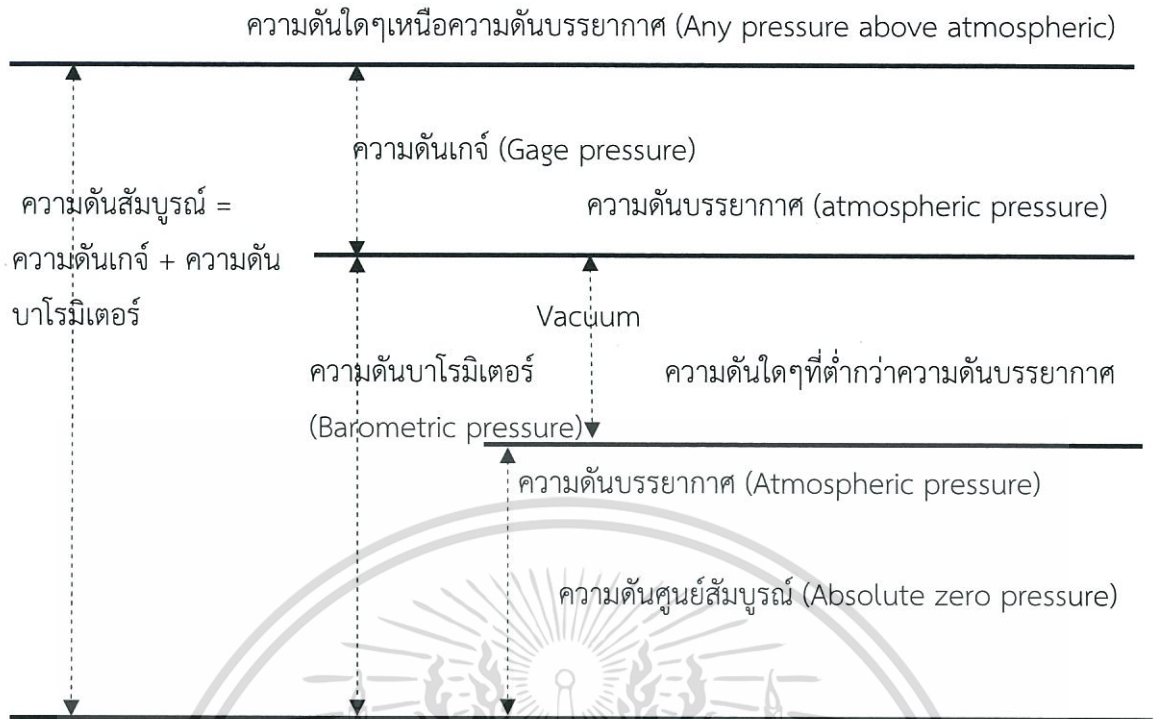 ความดันใดๆเหนือความดันบรรยากาศ (Any pressure above atmospheric)
ความดันเกจ์ (Gage pressure)
ความดันสัมบูรณ์ =
ความดันเกจ์ + ความดัน
บาโรมิเตอร์
ความดันบรรยากาศ (atmospheric pressure)
Vacuum
ความดันบาโรมิเตอร์
(Barometric pressure)
ความดันใดๆที่ต่ำกว่าความดันบรรยากาศ
ความดันบรรยากาศ (Atmospheric pressure)
ความดันศูนย์สัมบูรณ์ (Absolute zero pressure)